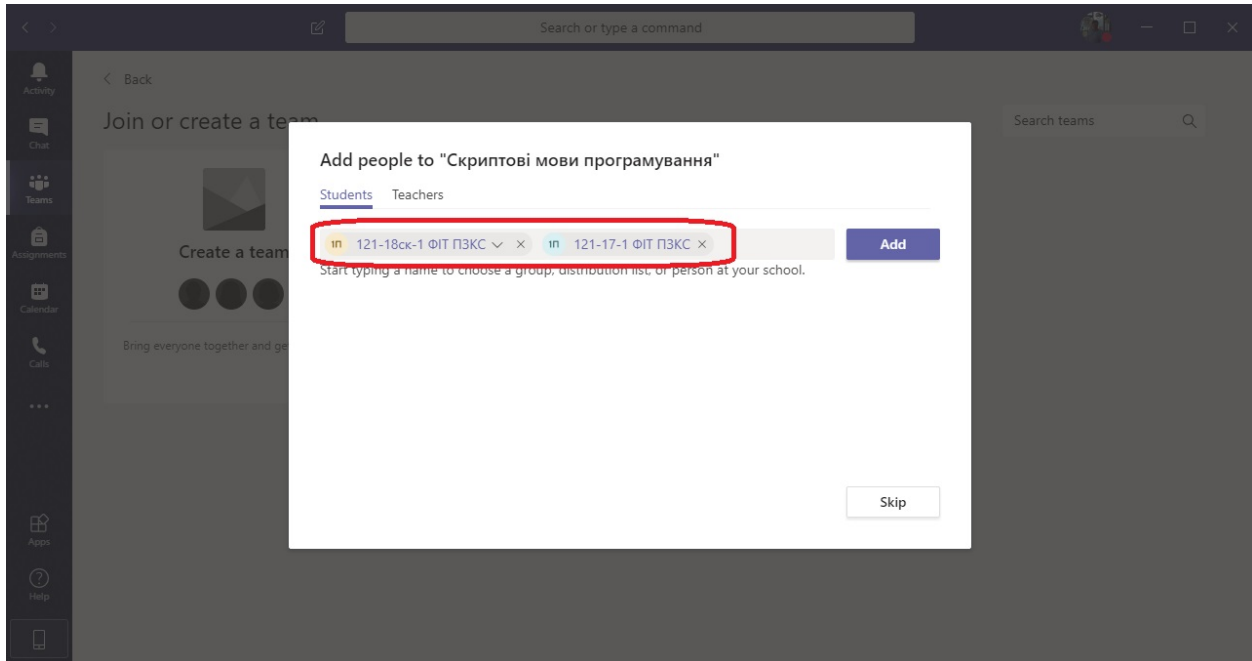 Search or type a command
Activity
Chat
Teams
Assignments
Calendar
Calls
Apps
Help
Back
Join or create a team
Search teams
Create a team
Bring everyone together and ge
Add people to "Скриптові мови програмування"
Students Teachers
1П 121-18ск-1 ФІТ ПЗКС 1П 121-17-1 ФІТ ПЗКС
Add
Start typing a name to choose a group, distribution list, or person at your school.
Skip